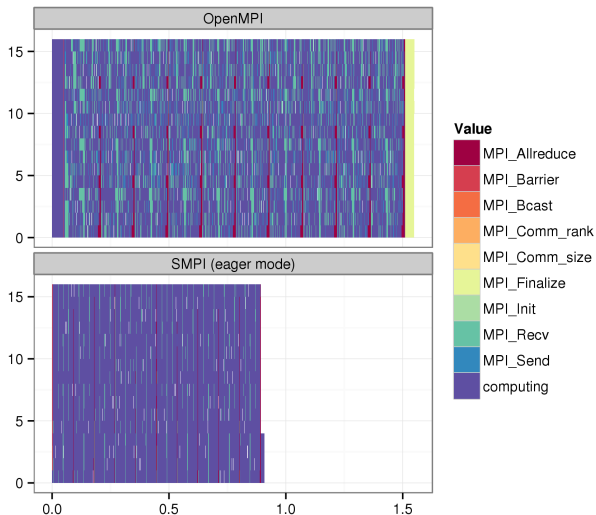 OpenMPI
15
10
5
0
SMPI (eager mode)
15
10
5
0
0.0 0.5 1.0 1.5
Value
MPI_Allreduce
MPI_Barrier
MPI_Bcast
MPI_Comm_rank
MPI_Comm_size
MPI_Finalize
MPI_Init
MPI_Recv
MPI_Send
computing